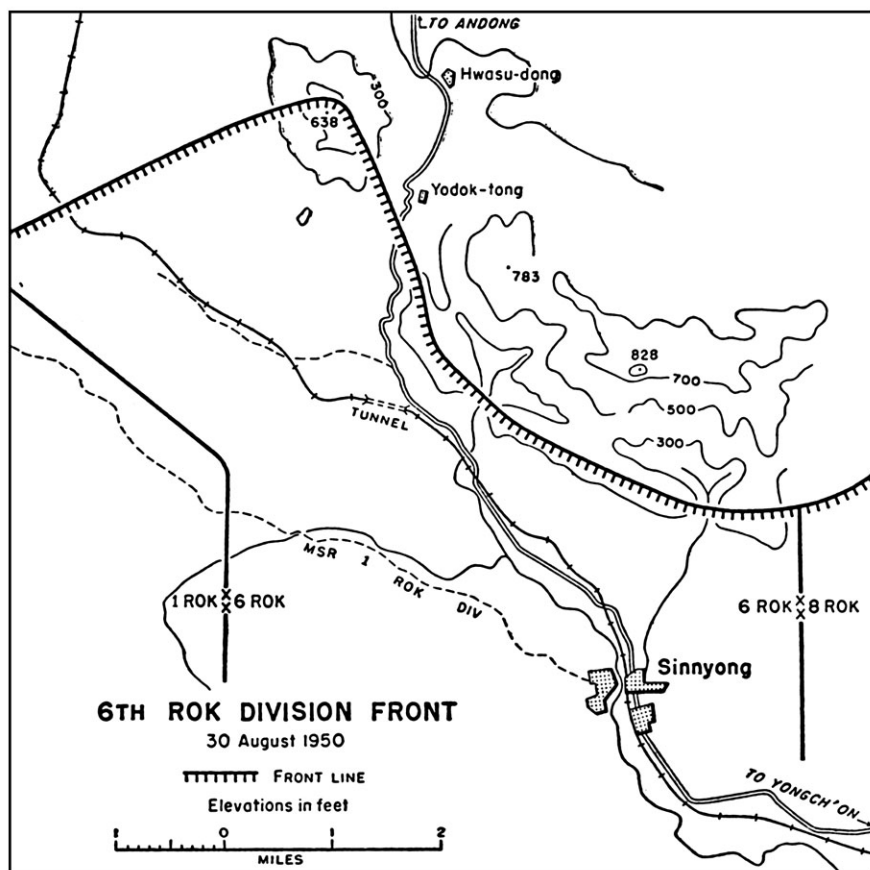 TO ANDONG
Hwasu-dong
300
638
Yodok-tong
783
828
700
500
300
TUNNEL
MSR 1 ROK DIV
1 ROK 6 ROK
6 ROK 8 ROK
Sinnyong
6TH ROK DIVISION FRONT
30 August 1950
FRONT LINE
Elevations in feet
1 0 2
MILES
TO YONGCH'ON